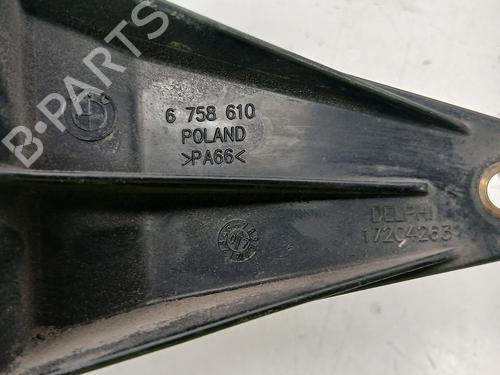 B-PARTS
6 758 610
POLAND
>PA66<
DELPHI
17204263